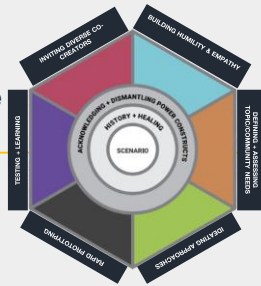 INVITING DIVERSE CO-
CREATORS
BUILDING HUMILITY & EMPATHY
DEFINING + ASSESSING
TOPIC/COMMUNITY NEEDS
IDEATING APPROACHES
RAPID PROTOTYPING
TESTING + LEARNING
ACKNOWLEDGING + DISMANTLING POWER CONSTRUCTS
HISTORY + HEALING
SCENARIO